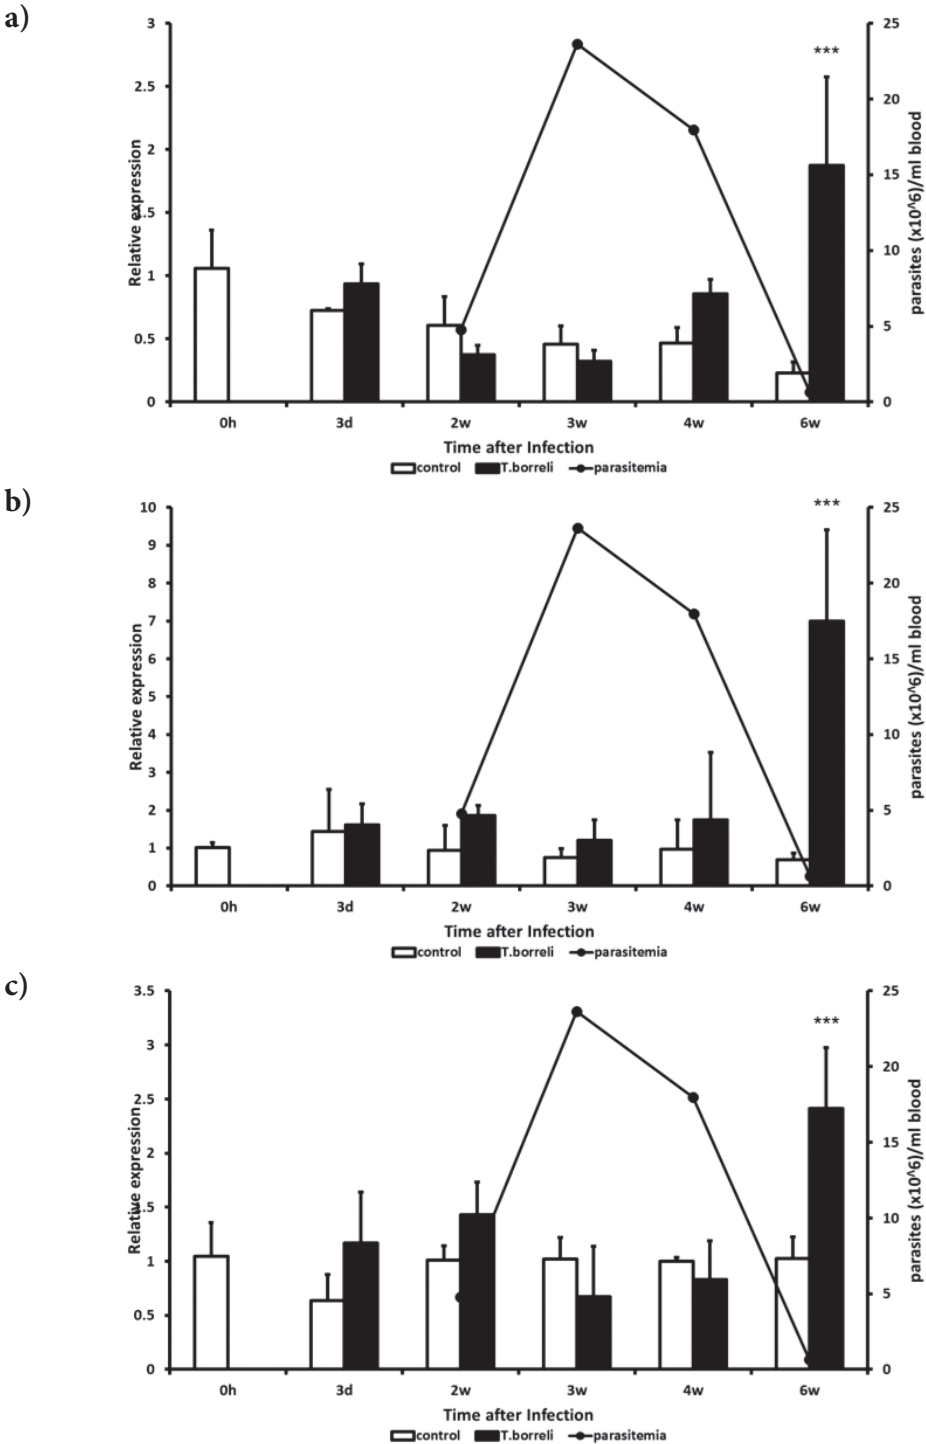 a)
3
2.5
2
1.5
1
0.5
0
Relative expression
25
20
15
10
5
0
parasites (x10^6)/ml blood
***
0h 3d 2w 3w 4w 6w
Time after Infection
control T.borreli parasitemia
b)
10
9
8
7
6
5
4
3
2
1
0
Relative expression
25
20
15
10
5
0
parasites (x10^6)/ml blood
***
0h 3d 2w 3w 4w 6w
Time after Infection
control T.borreli parasitemia
c)
3.5
3
2.5
2
1.5
1
0.5
0
Relative expression
25
20
15
10
5
0
parasites (x10^6)/ml blood
***
0h 3d 2w 3w 4w 6w
Time after Infection
control T.borreli parasitemia